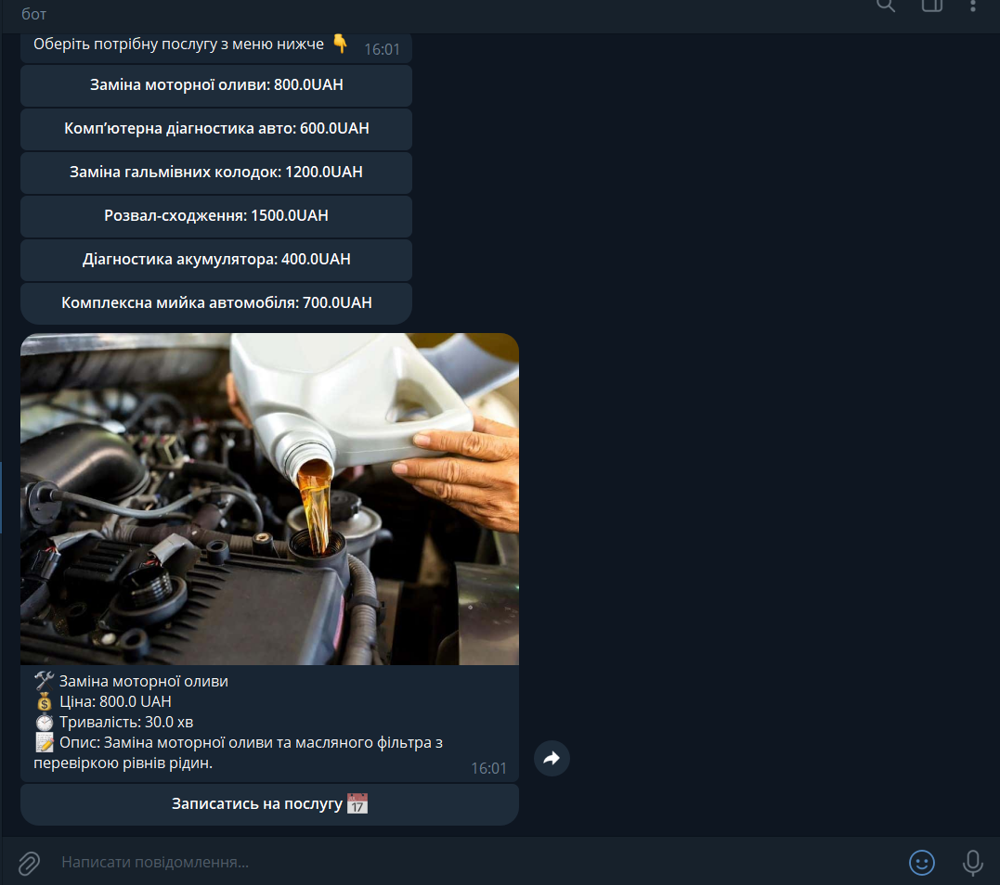 бот
Оберіть потрібну послугу з меню нижче 👇
16:01
Заміна моторної оливи: 800.0UAH
Комп’ютерна діагностика авто: 600.0UAH
Заміна гальмівних колодок: 1200.0UAH
Розвал-сходження: 1500.0UAH
Діагностика акумулятора: 400.0UAH
Комплексна мийка автомобіля: 700.0UAH
🛠 Заміна моторної оливи
💰 Ціна: 800.0 UAH
⏱ Тривалість: 30.0 хв
📝 Опис: Заміна моторної оливи та масляного фільтра з
перевіркою рівнів рідин.
16:01
Записатись на послугу 📅
Написати повідомлення...